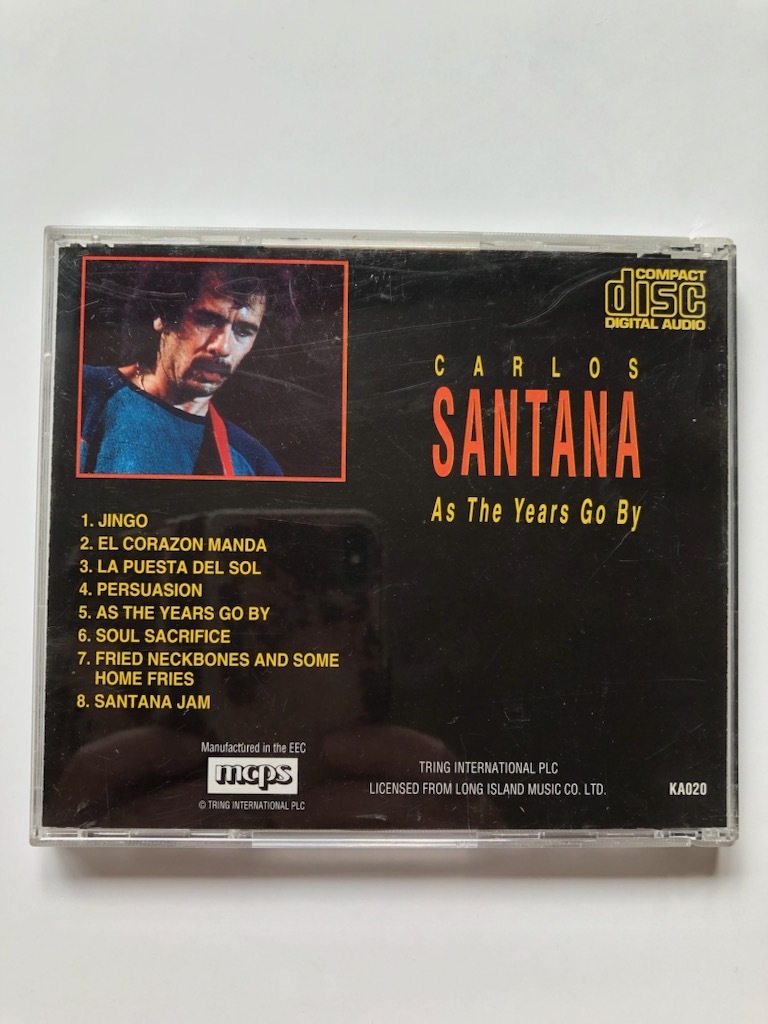 COMPACT
disc
DIGITAL AUDIO
CARLOS
SANTANA
As The Years Go By
1. JINGO
2. EL CORAZON MANDA
3. LA PUESTA DEL SOL
4. PERSUASION
5. AS THE YEARS GO BY
6. SOUL SACRIFICE
7. FRIED NECKBONES AND SOME
HOME FRIES
8. SANTANA JAM
Manufactured in the EEC
mcps
© TRING INTERNATIONAL PLC
TRING INTERNATIONAL PLC
LICENSED FROM LONG ISLAND MUSIC CO. LTD.
KA020